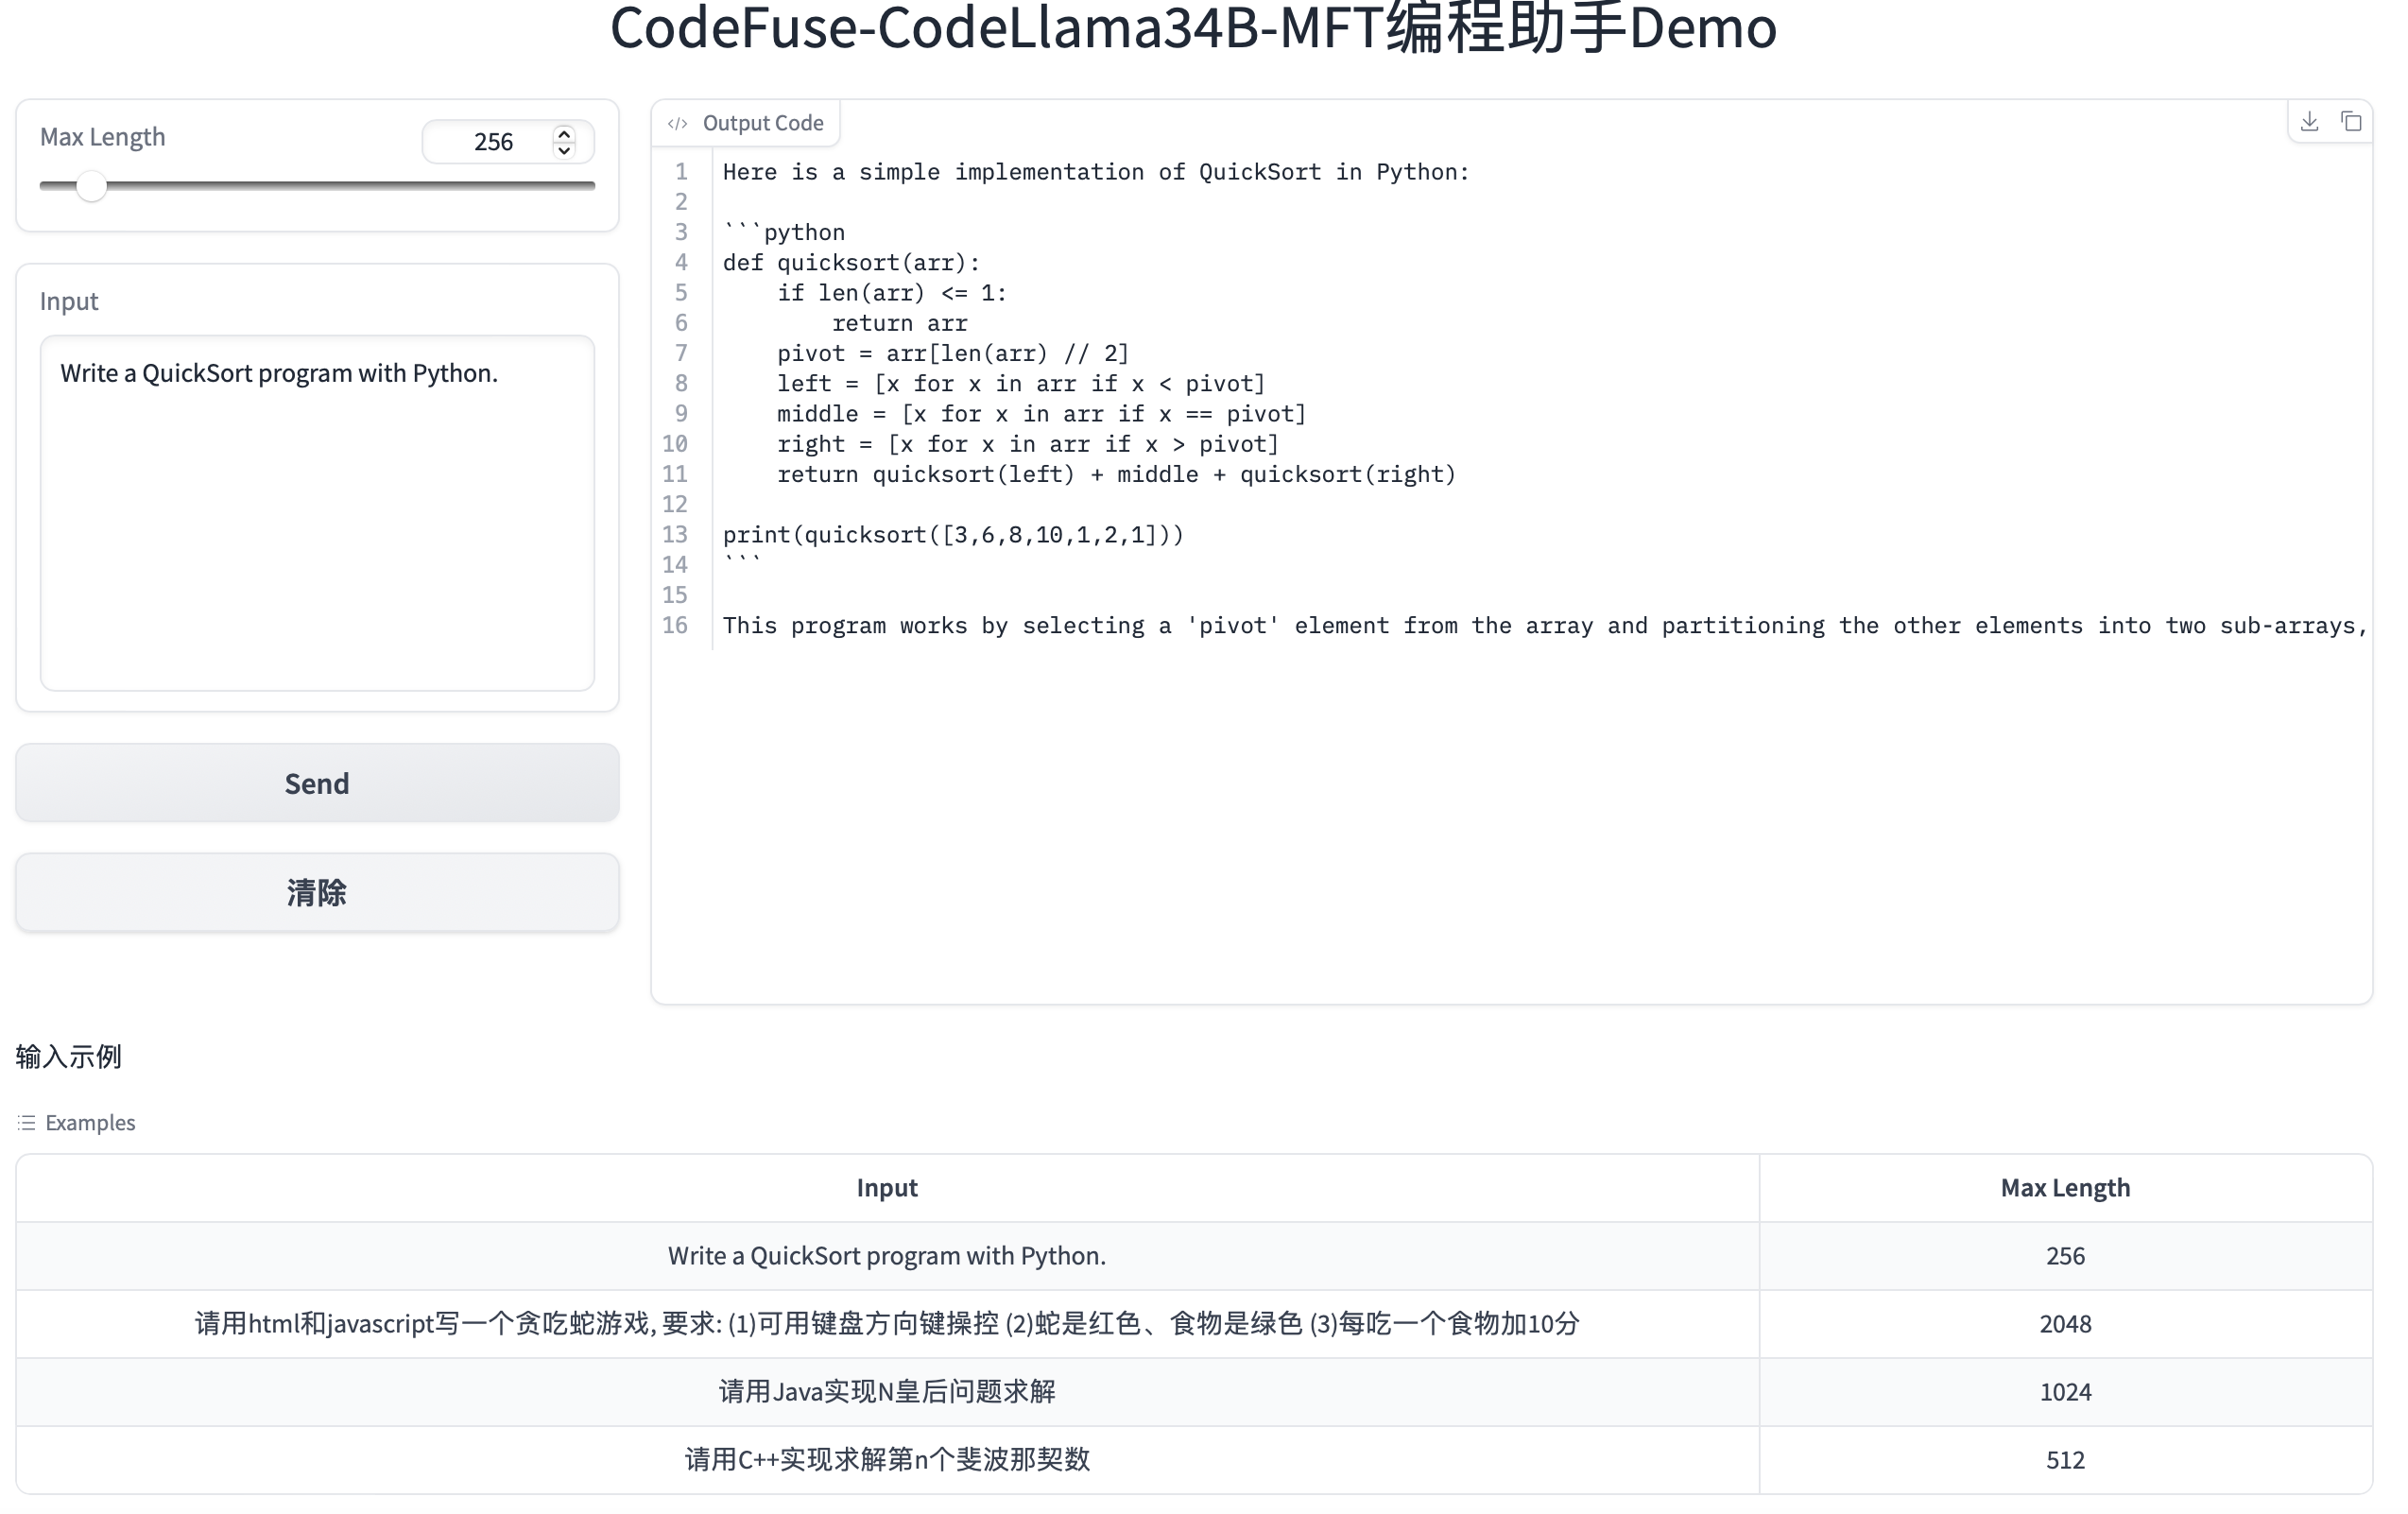 CodeFuse-CodeLlama34B-MFT编程助手Demo
Max Length
256
Input
Write a QuickSort program with Python.
Send
清除
Output Code
1 Here is a simple implementation of QuickSort in Python:
2
3 ```python
4 def quicksort(arr):
5     if len(arr) <= 1:
6         return arr
7     pivot = arr[len(arr) // 2]
8     left = [x for x in arr if x < pivot]
9     middle = [x for x in arr if x == pivot]
10     right = [x for x in arr if x > pivot]
11     return quicksort(left) + middle + quicksort(right)
12
13 print(quicksort([3,6,8,10,1,2,1]))
14 ```
15
16 This program works by selecting a 'pivot' element from the array and partitioning the other elements into two sub-arrays,
输入示例
Examples
Input Max Length
Write a QuickSort program with Python. 256
请用html和javascript写一个贪吃蛇游戏, 要求: (1)可用键盘方向键操控 (2)蛇是红色、食物是绿色 (3)每吃一个食物加10分 2048
请用Java实现N皇后问题求解 1024
请用C++实现求解第n个斐波那契数 512